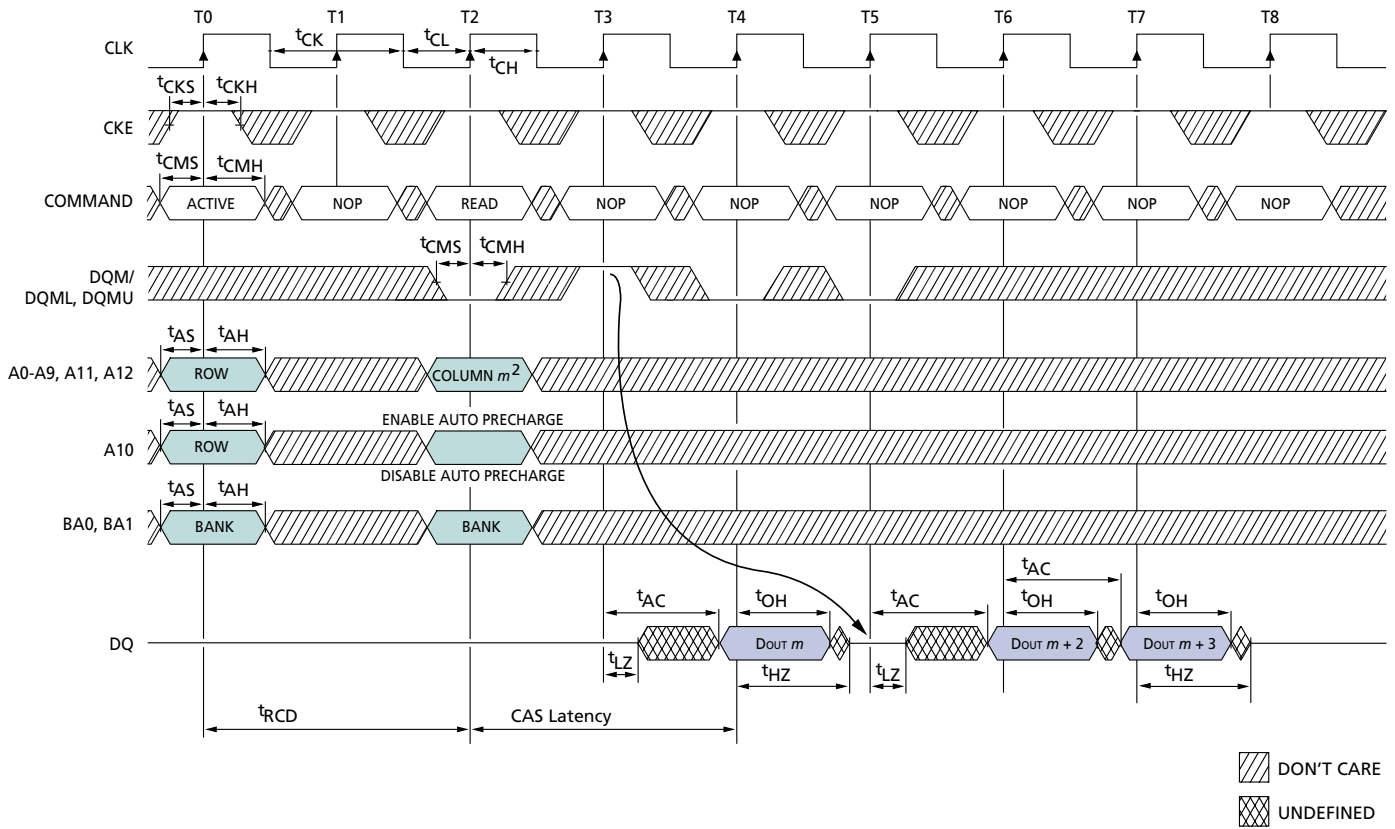 T0 T1 T2 T3 T4 T5 T6 T7 T8
CLK
tCK tCL
tCH
tCKS tCKH
CKE
tCMS tCMH
COMMAND ACTIVE NOP READ NOP NOP NOP NOP NOP NOP
tCMS tCMH
DQM/
DQML, DQMU
tAS tAH
A0-A9, A11, A12 ROW COLUMN m2
tAS tAH
ENABLE AUTO PRECHARGE
A10 ROW
DISABLE AUTO PRECHARGE
tAS tAH
BA0, BA1 BANK BANK
tAC
tAC tOH tAC tOH tOH
DQ DOUT m DOUT m + 2 DOUT m + 3
tLZ tHZ tLZ tHZ
tRCD CAS Latency
DON'T CARE
UNDEFINED